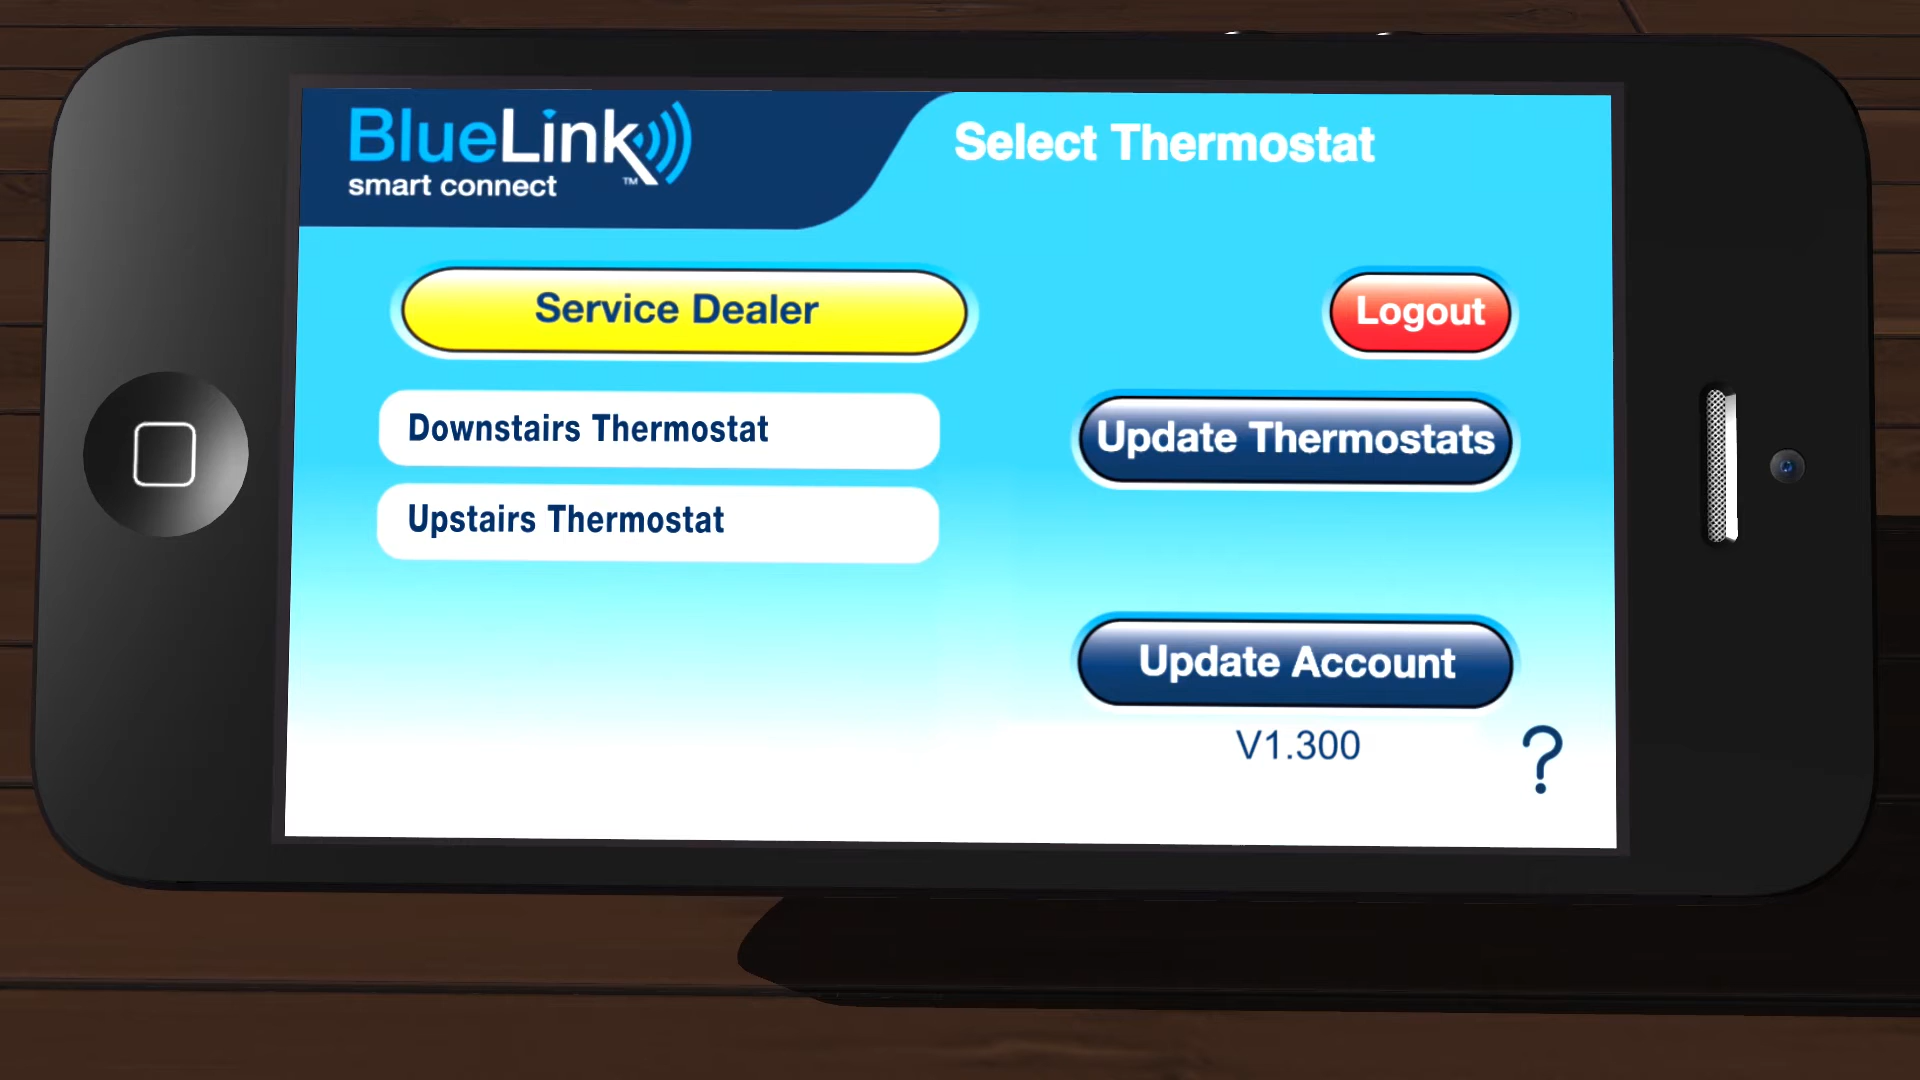 BlueLink
™
smart connect
Select Thermostat
Service Dealer
Logout
Downstairs Thermostat
Update Thermostats
Upstairs Thermostat
Update Account
V1.300
?